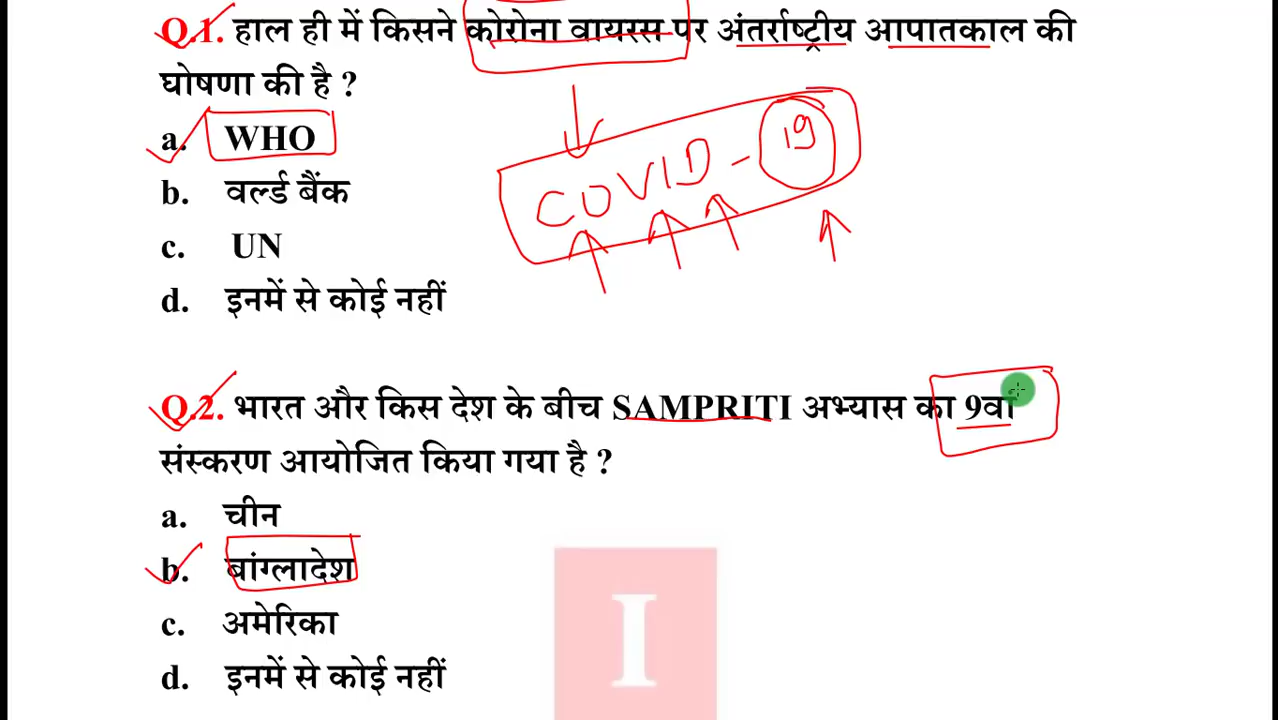 Q.1. हाल ही में किसने कोरोना वायरस पर अंतर्राष्ट्रीय आपातकाल की
घोषणा की है ?
a. WHO
COVID - 19
b. वर्ल्ड बैंक
c. UN
d. इनमें से कोई नहीं
Q.2. भारत और किस देश के बीच SAMPRITI अभ्यास का 9वां
संस्करण आयोजित किया गया है ?
a. चीन
b. बांग्लादेश
c. अमेरिका
d. इनमें से कोई नहीं
I